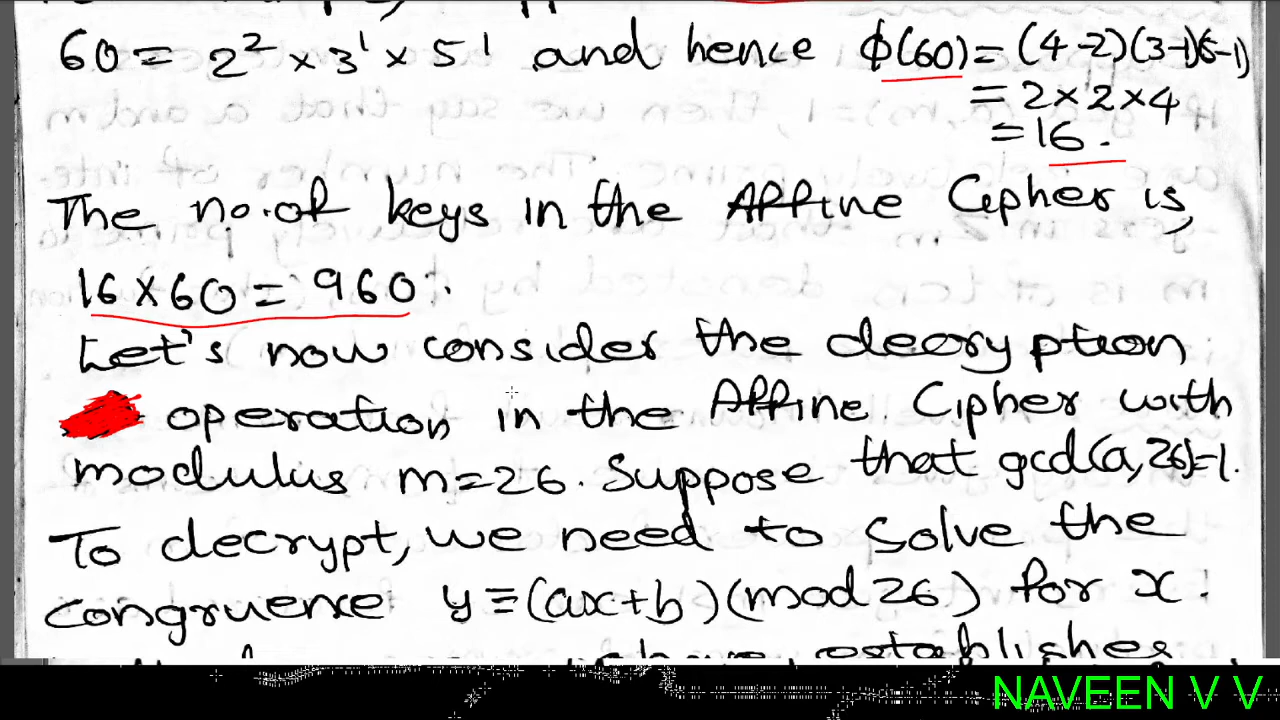 60 = 2² × 3¹ × 5¹ and hence ϕ(60) = (4-2)(3-1)(5-1)
= 2×2×4
= 16.
The no. of keys in the Affine Cipher is,
16 × 60 = 960.
Let's now consider the decryption
operation in the Affine Cipher with
modulus m=26. Suppose that gcd(a,26)=1.
To decrypt, we need to solve the
congruence y ≡ (ax+b)(mod 26) for x.
above establishes
NAVEEN V V